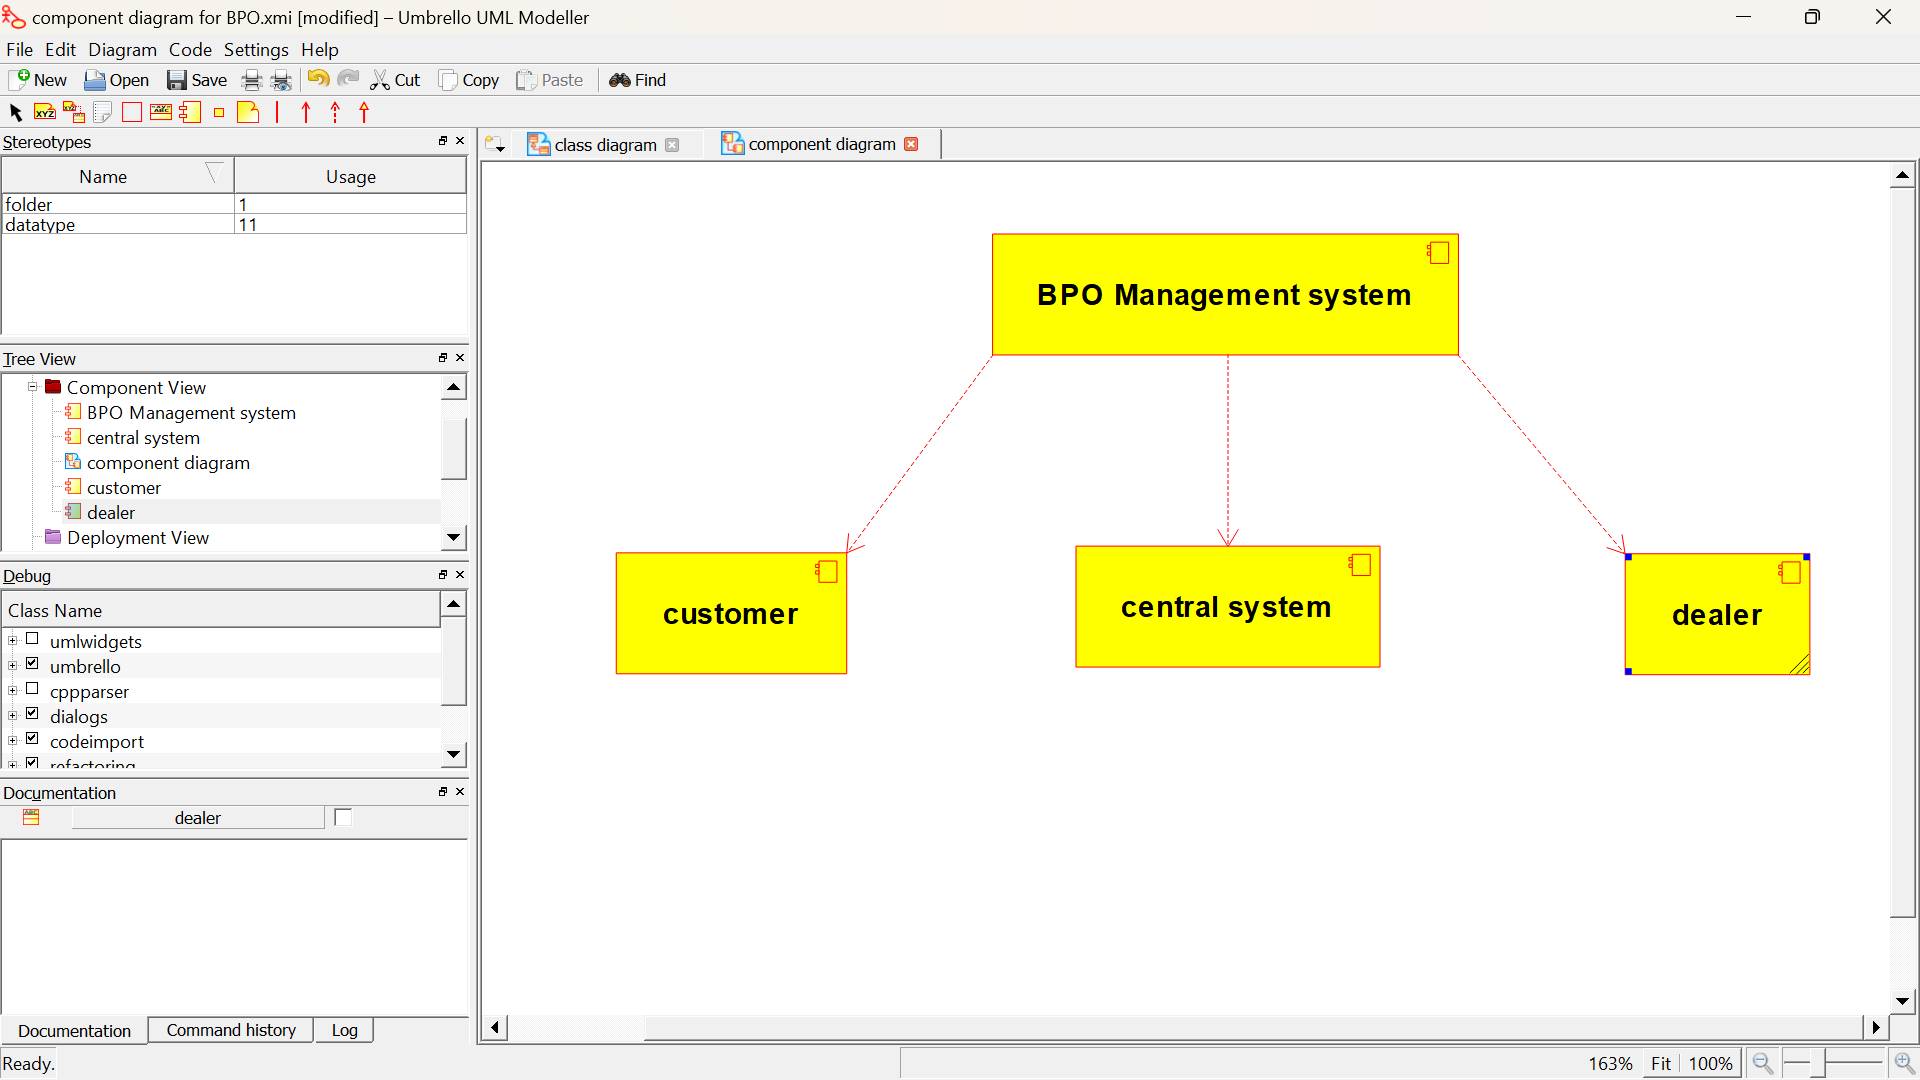 component diagram for BPO.xmi [modified] – Umbrello UML Modeller
File Edit Diagram Code Settings Help
New Open Save Cut Copy Paste Find
XYZ
Stereotypes
class diagram component diagram
Name Usage
folder 1
datatype 11
BPO Management system
Tree View
Component View
BPO Management system
central system
component diagram
customer
dealer
Deployment View
customer
central system
dealer
Debug
Class Name
umlwidgets
umbrello
cppparser
dialogs
codeimport
refactoring
Documentation
dealer
Documentation Command history Log
Ready. 163% Fit 100%